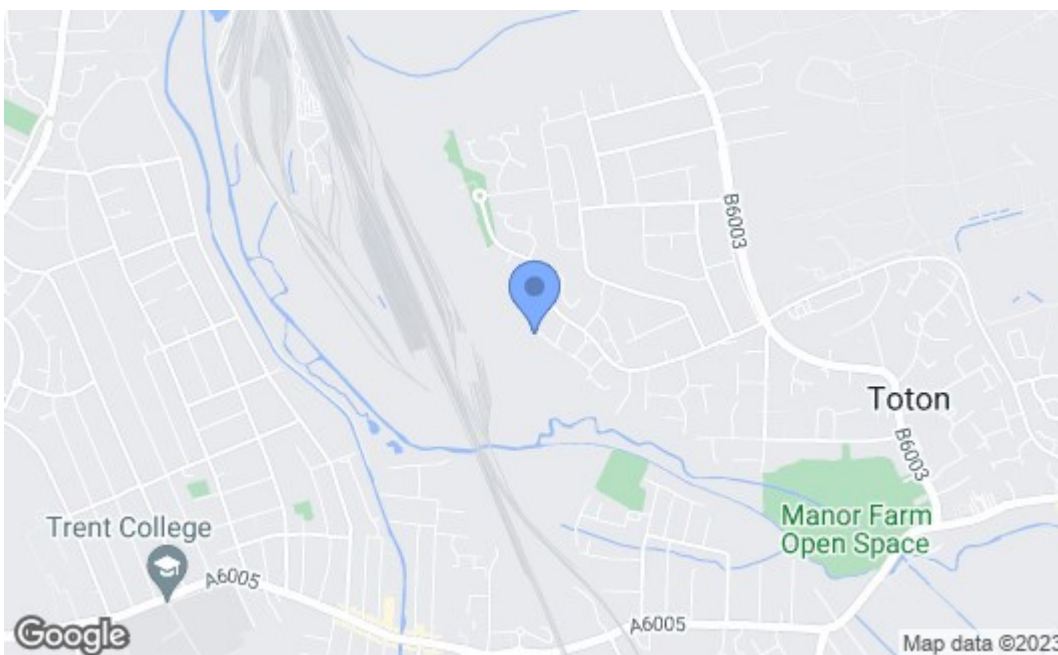 B6003
Toton
B6003
Manor Farm
Open Space
Trent College
A6005
A6005
Google
Map data ©2023